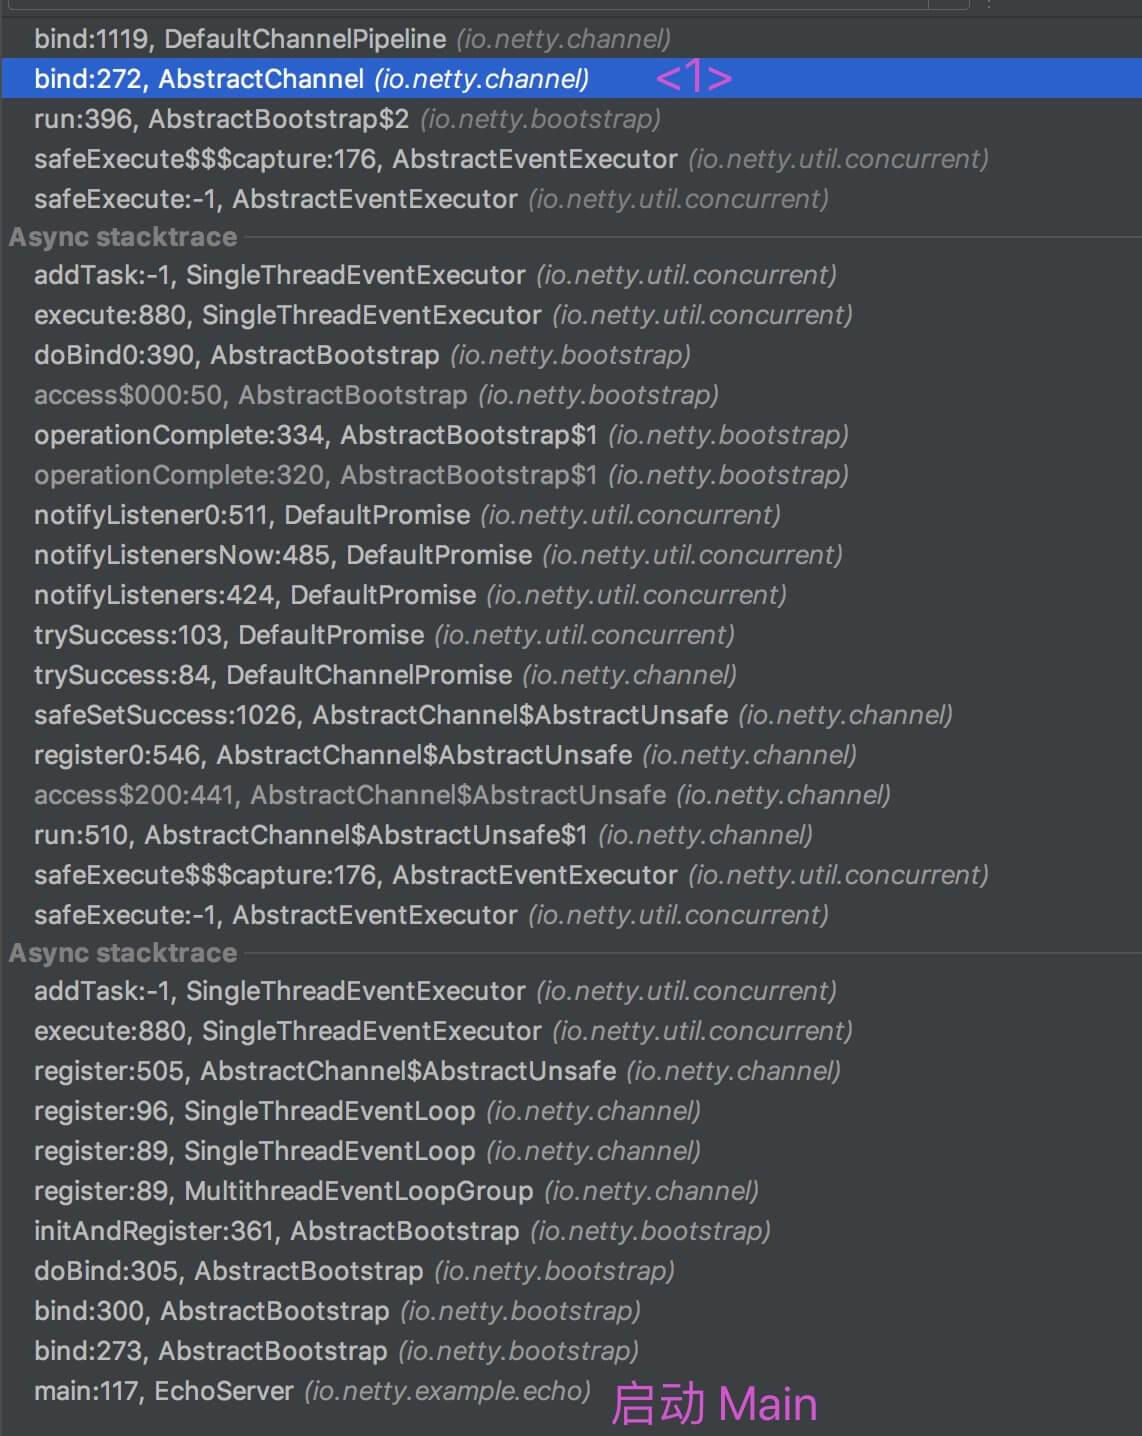 bind:1119, DefaultChannelPipeline (io.netty.channel)
bind:272, AbstractChannel (io.netty.channel) <1>
run:396, AbstractBootstrap$2 (io.netty.bootstrap)
safeExecute$$$capture:176, AbstractEventExecutor (io.netty.util.concurrent)
safeExecute:-1, AbstractEventExecutor (io.netty.util.concurrent)
Async stacktrace
addTask:-1, SingleThreadEventExecutor (io.netty.util.concurrent)
execute:880, SingleThreadEventExecutor (io.netty.util.concurrent)
doBind0:390, AbstractBootstrap (io.netty.bootstrap)
access$000:50, AbstractBootstrap (io.netty.bootstrap)
operationComplete:334, AbstractBootstrap$1 (io.netty.bootstrap)
operationComplete:320, AbstractBootstrap$1 (io.netty.bootstrap)
notifyListener0:511, DefaultPromise (io.netty.util.concurrent)
notifyListenersNow:485, DefaultPromise (io.netty.util.concurrent)
notifyListeners:424, DefaultPromise (io.netty.util.concurrent)
trySuccess:103, DefaultPromise (io.netty.util.concurrent)
trySuccess:84, DefaultChannelPromise (io.netty.channel)
safeSetSuccess:1026, AbstractChannel$AbstractUnsafe (io.netty.channel)
register0:546, AbstractChannel$AbstractUnsafe (io.netty.channel)
access$200:441, AbstractChannel$AbstractUnsafe (io.netty.channel)
run:510, AbstractChannel$AbstractUnsafe$1 (io.netty.channel)
safeExecute$$$capture:176, AbstractEventExecutor (io.netty.util.concurrent)
safeExecute:-1, AbstractEventExecutor (io.netty.util.concurrent)
Async stacktrace
addTask:-1, SingleThreadEventExecutor (io.netty.util.concurrent)
execute:880, SingleThreadEventExecutor (io.netty.util.concurrent)
register:505, AbstractChannel$AbstractUnsafe (io.netty.channel)
register:96, SingleThreadEventLoop (io.netty.channel)
register:89, SingleThreadEventLoop (io.netty.channel)
register:89, MultithreadEventLoopGroup (io.netty.channel)
initAndRegister:361, AbstractBootstrap (io.netty.bootstrap)
doBind:305, AbstractBootstrap (io.netty.bootstrap)
bind:300, AbstractBootstrap (io.netty.bootstrap)
bind:273, AbstractBootstrap (io.netty.bootstrap)
main:117, EchoServer (io.netty.example.echo) 启动 Main